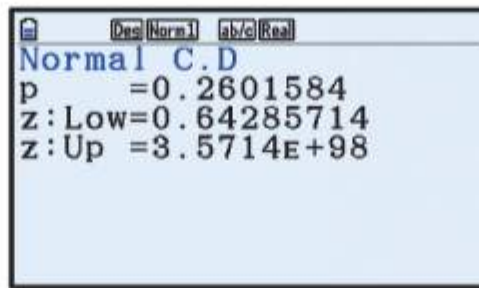 Deg Norm1 ab/c Real
Normal C.D
p =0.2601584
z:Low=0.64285714
z:Up =3.5714E+98